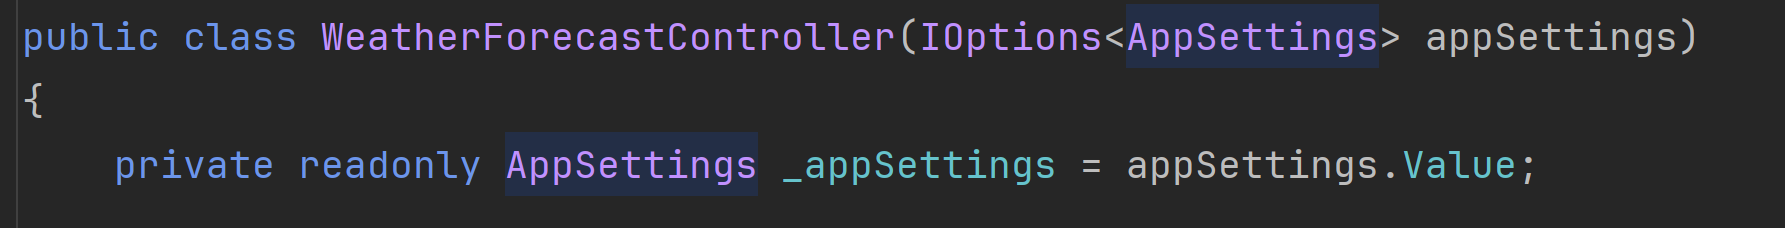 public class WeatherForecastController(IOptions<AppSettings> appSettings)
{
    private readonly AppSettings _appSettings = appSettings.Value;